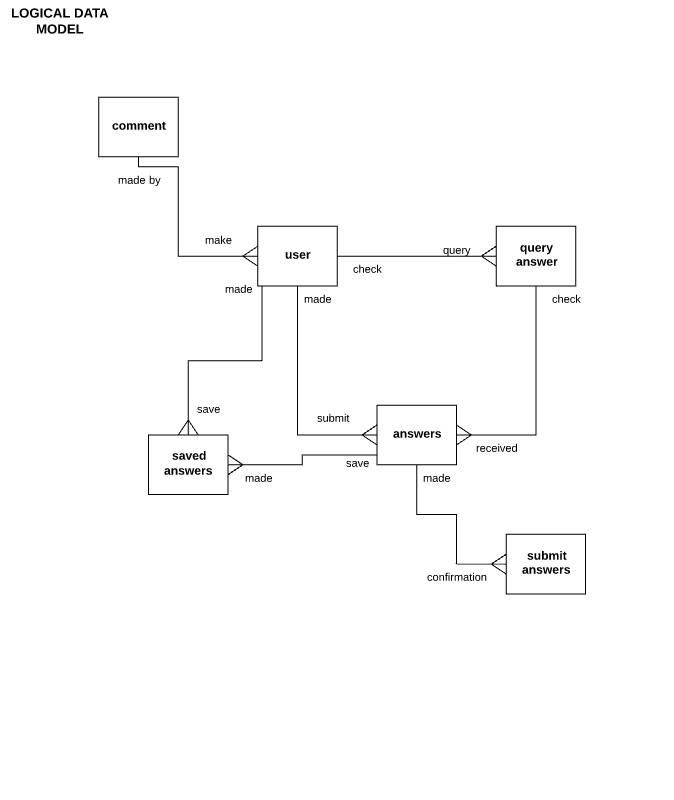 LOGICAL DATA
MODEL
comment
made by
make
user
query
query
answer
check
made
made
check
save
submit
answers
received
saved
answers
save
made
made
submit
answers
confirmation